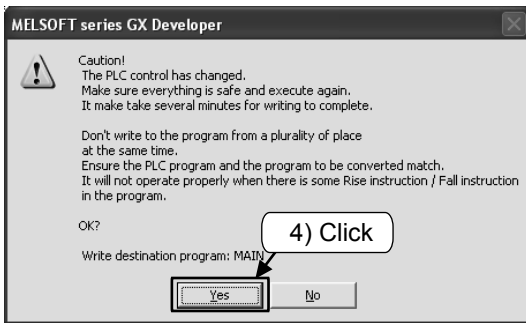 MELSOFT series GX Developer
Caution!
The PLC control has changed.
Make sure everything is safe and execute again.
It make take several minutes for writing to complete.
Don't write to the program from a plurality of place
at the same time.
Ensure the PLC program and the program to be converted match.
It will not operate properly when there is some Rise instruction / Fall instruction
in the program.
OK?
4) Click
Write destination program: MAIN
Yes
No